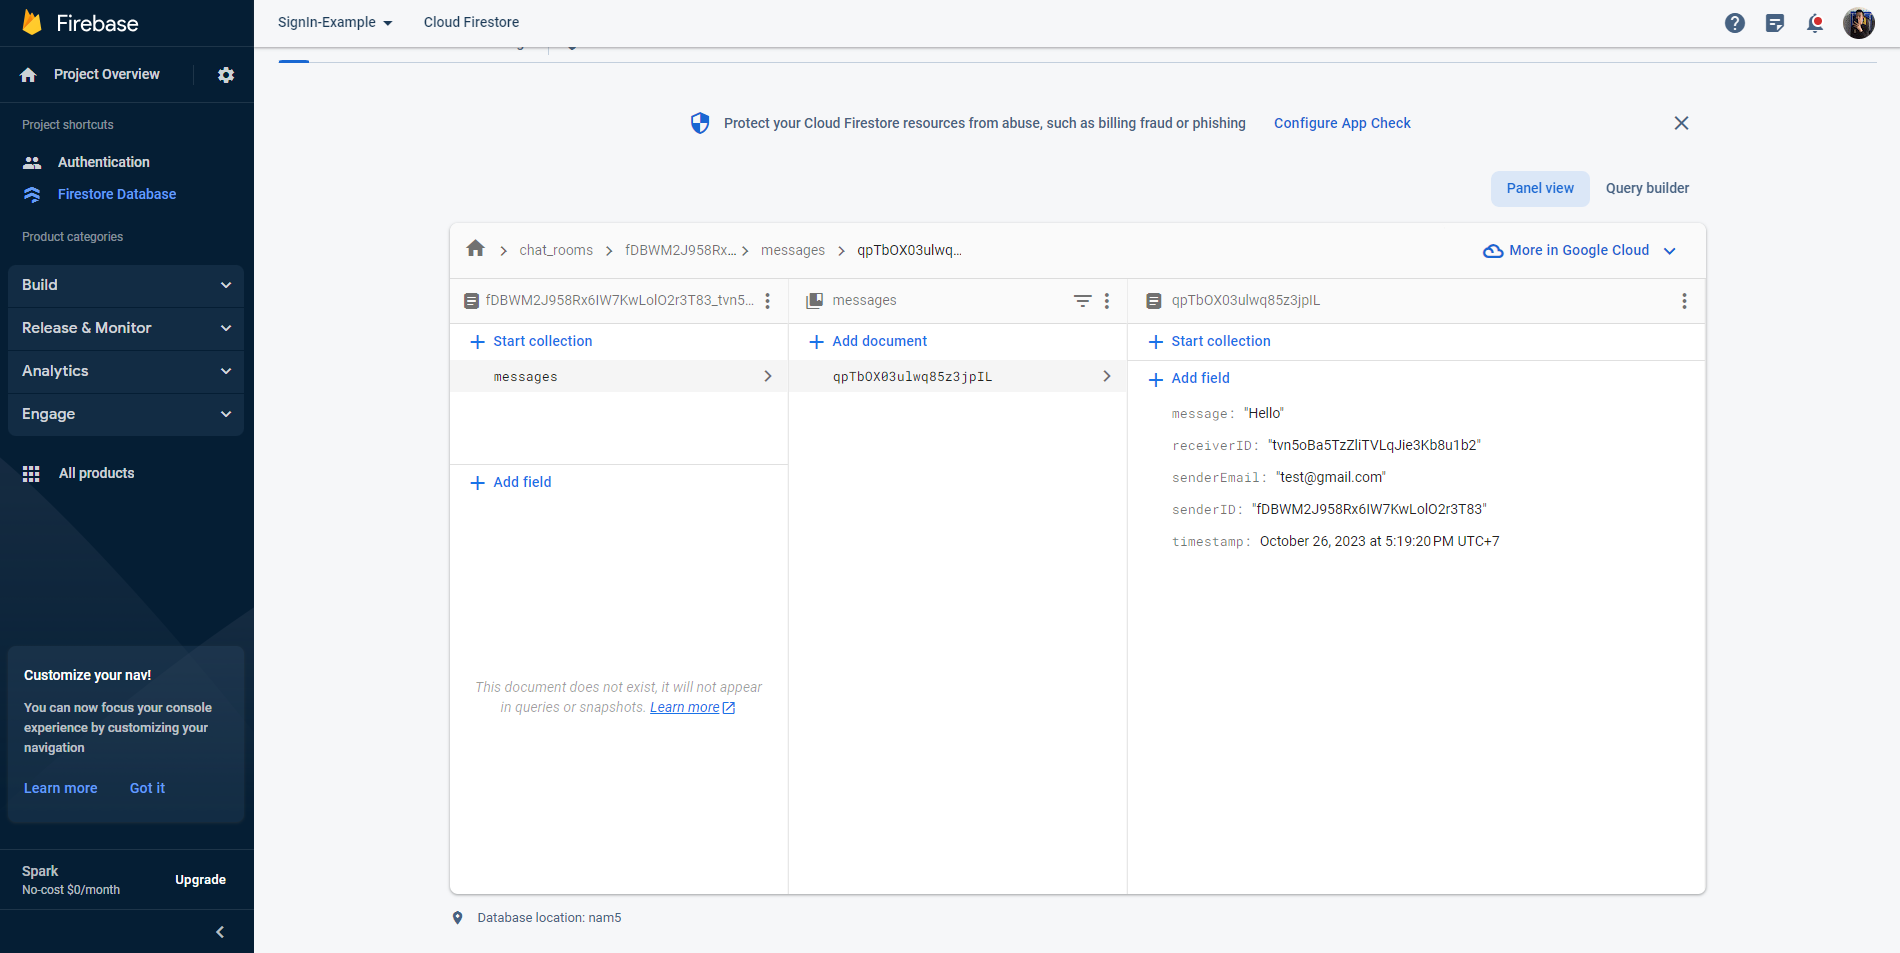 Firebase
SignIn-Example
Cloud Firestore
Project Overview
Project shortcuts
Authentication
Firestore Database
Product categories
Build
Release & Monitor
Analytics
Engage
All products
Customize your nav!
You can now focus your console
experience by customizing your
navigation
Learn more Got it
Spark
No-cost $0/month
Upgrade
Protect your Cloud Firestore resources from abuse, such as billing fraud or phishing Configure App Check
Panel view Query builder
chat_rooms > fDBWM2J958Rx... > messages > qpTbOX03ulwq...
More in Google Cloud
fDBWM2J958Rx6IW7KwLolO2r3T83_tvn5...
Start collection
messages
Add field
This document does not exist, it will not appear
in queries or snapshots. Learn more
messages
Add document
qpTbOX03ulwq85z3jpIL
qpTbOX03ulwq85z3jpIL
Start collection
Add field
message: "Hello"
receiverID: "tvn5oBa5TzZliTVLqJie3Kb8u1b2"
senderEmail: "test@gmail.com"
senderID: "fDBWM2J958Rx6IW7KwLolO2r3T83"
timestamp: October 26, 2023 at 5:19:20 PM UTC+7
Database location: nam5